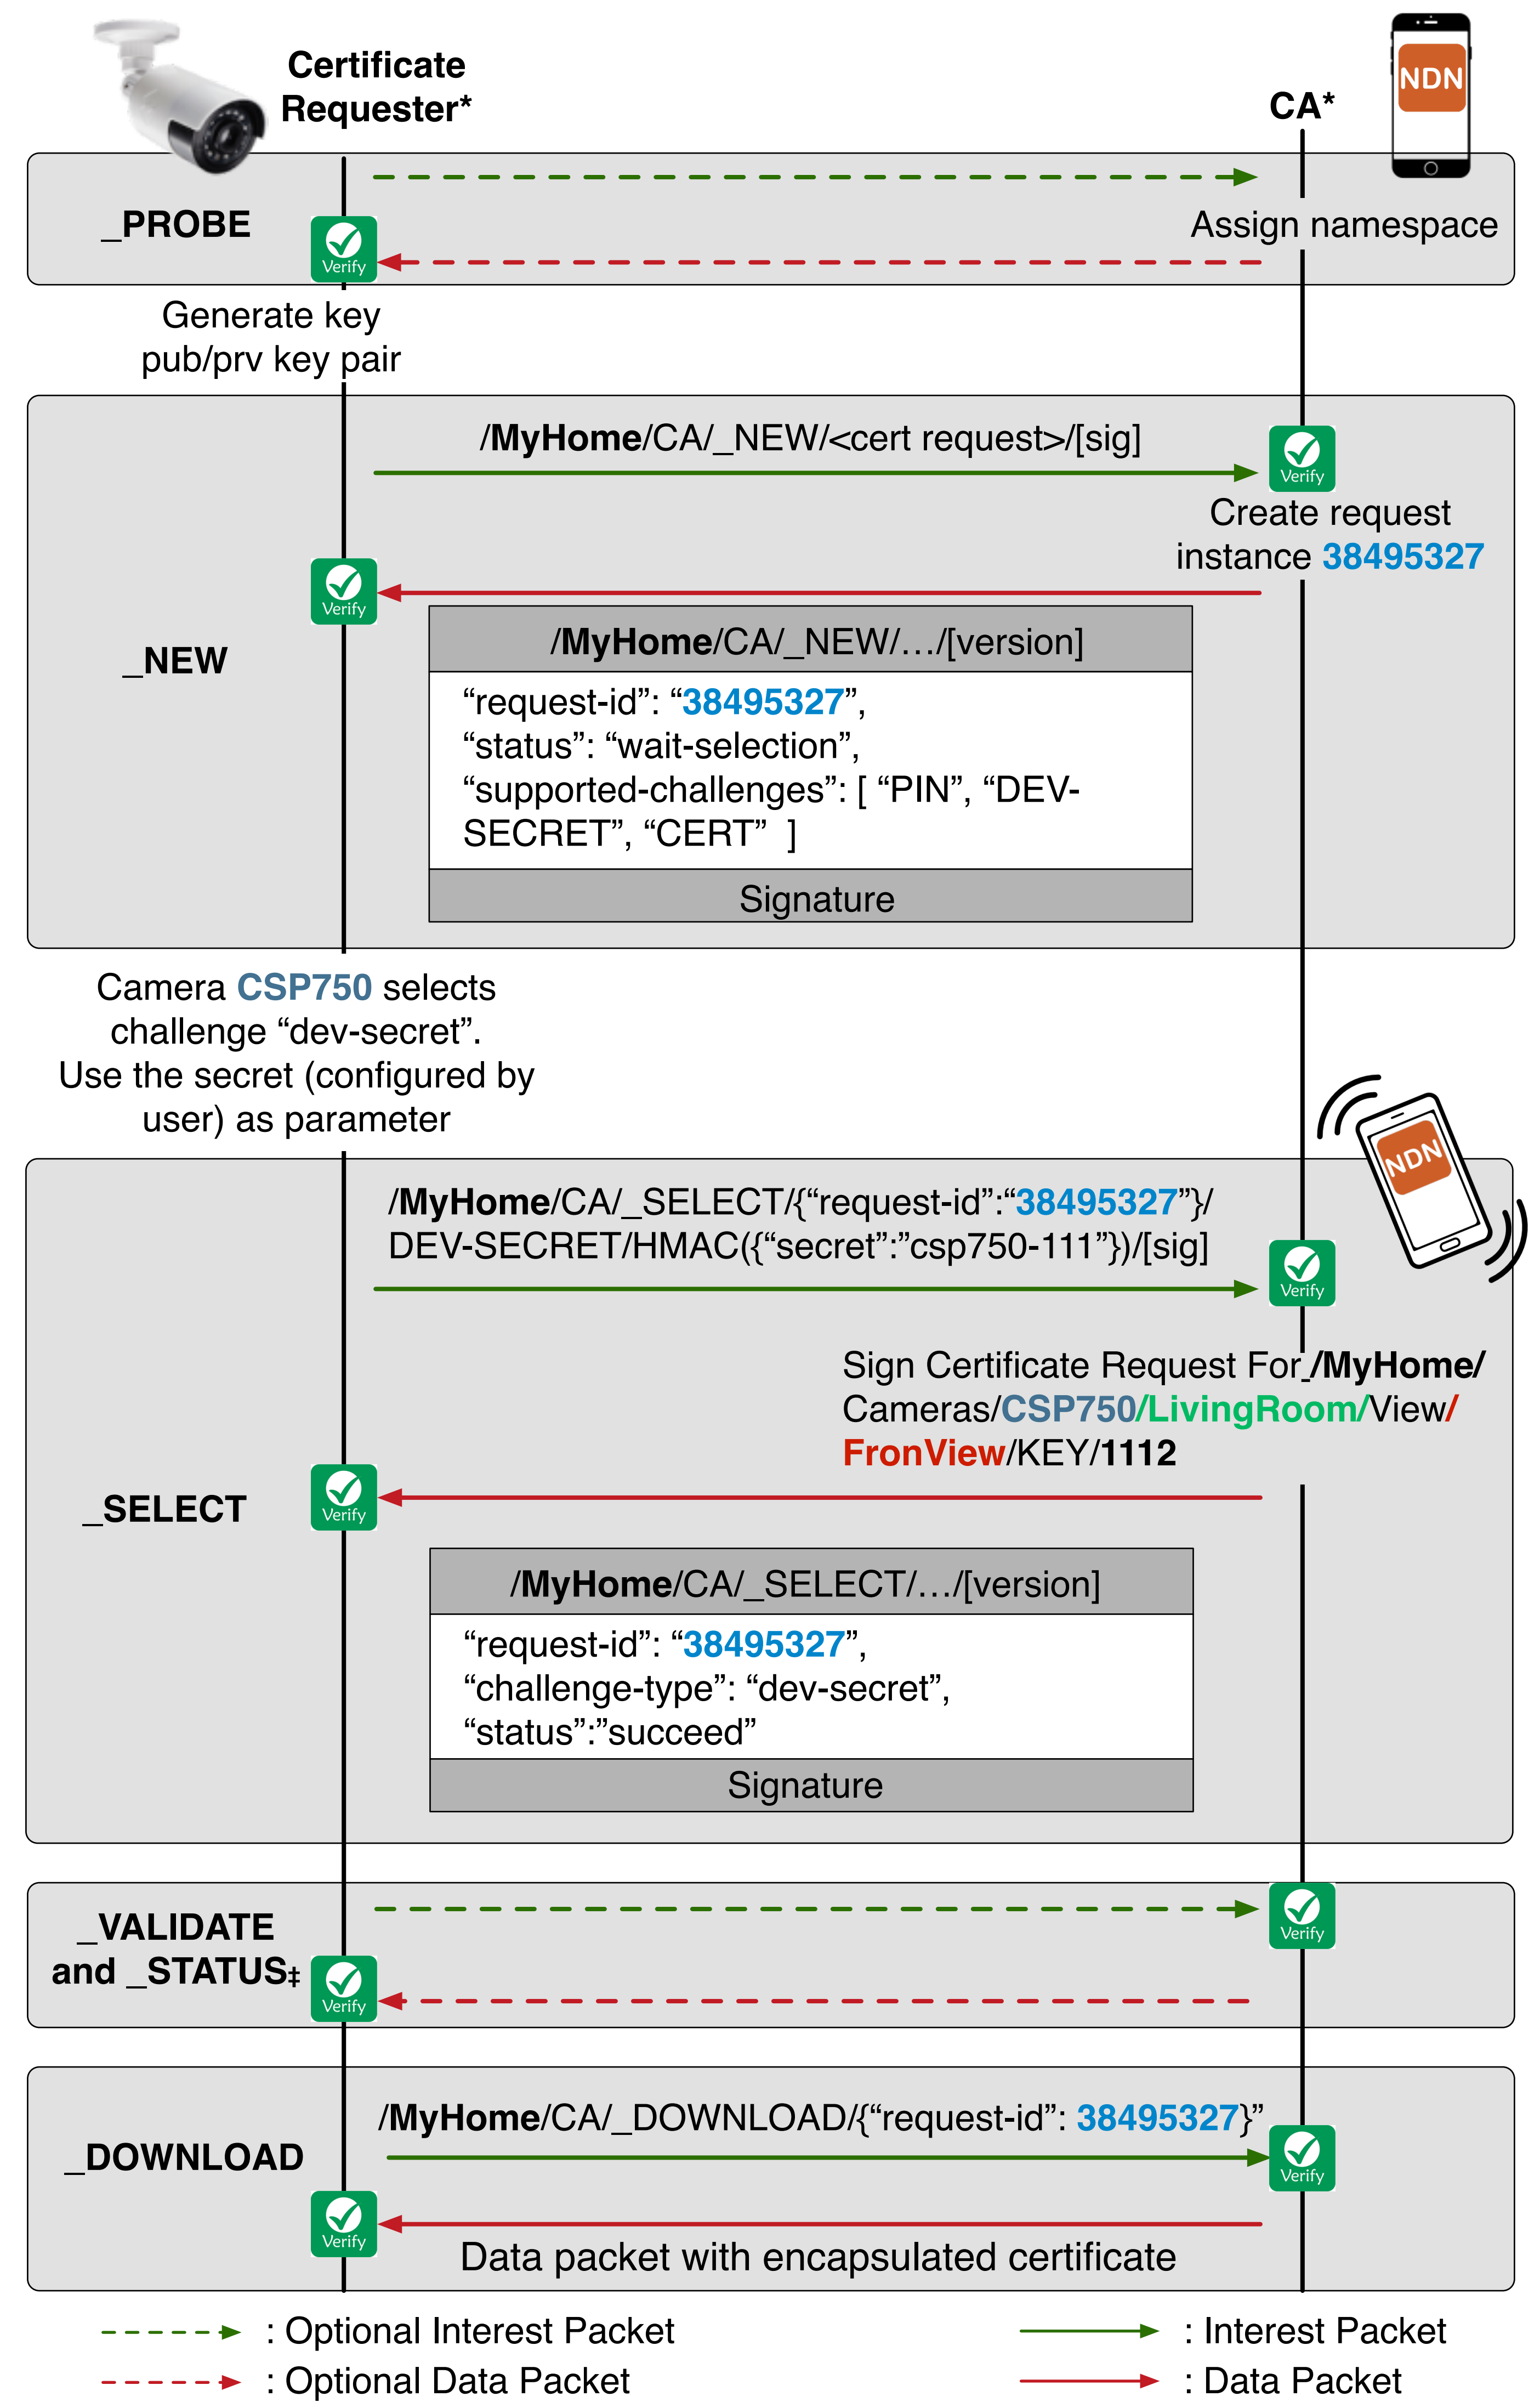 Certificate
Requester*
CA*
NDN
_PROBE
Assign namespace
Verify
Generate key
pub/prv key pair
/MyHome/CA/_NEW/<cert request>/[sig]
Verify
Create request
instance 38495327
Verify
_NEW
/MyHome/CA/_NEW/…/[version]
“request-id”: “38495327”,
“status”: “wait-selection”,
“supported-challenges”: [ “PIN”, “DEV-
SECRET”, “CERT” ]
Signature
Camera CSP750 selects
challenge “dev-secret”.
Use the secret (configured by
user) as parameter
NDN
/MyHome/CA/_SELECT/{“request-id”:“38495327”}/
DEV-SECRET/HMAC({“secret”:”csp750-111”})/[sig]
Verify
Sign Certificate Request For /MyHome/
Cameras/CSP750/LivingRoom/View/
FronView/KEY/1112
Verify
_SELECT
/MyHome/CA/_SELECT/…/[version]
“request-id”: “38495327”,
“challenge-type”: “dev-secret”,
“status”:”succeed”
Signature
_VALIDATE
and _STATUS‡
Verify
Verify
/MyHome/CA/_DOWNLOAD/{“request-id”: 38495327}”
_DOWNLOAD
Verify
Verify
Data packet with encapsulated certificate
: Optional Interest Packet
: Interest Packet
: Optional Data Packet
: Data Packet